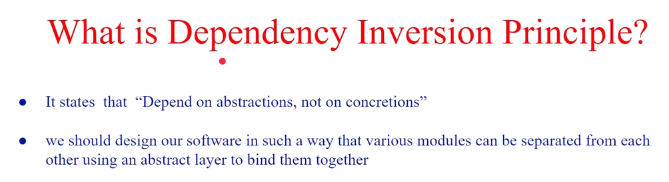 What is Dependency Inversion Principle?
● It states that “Depend on abstractions, not on concretions”
● we should design our software in such a way that various modules can be separated from each
other using an abstract layer to bind them together